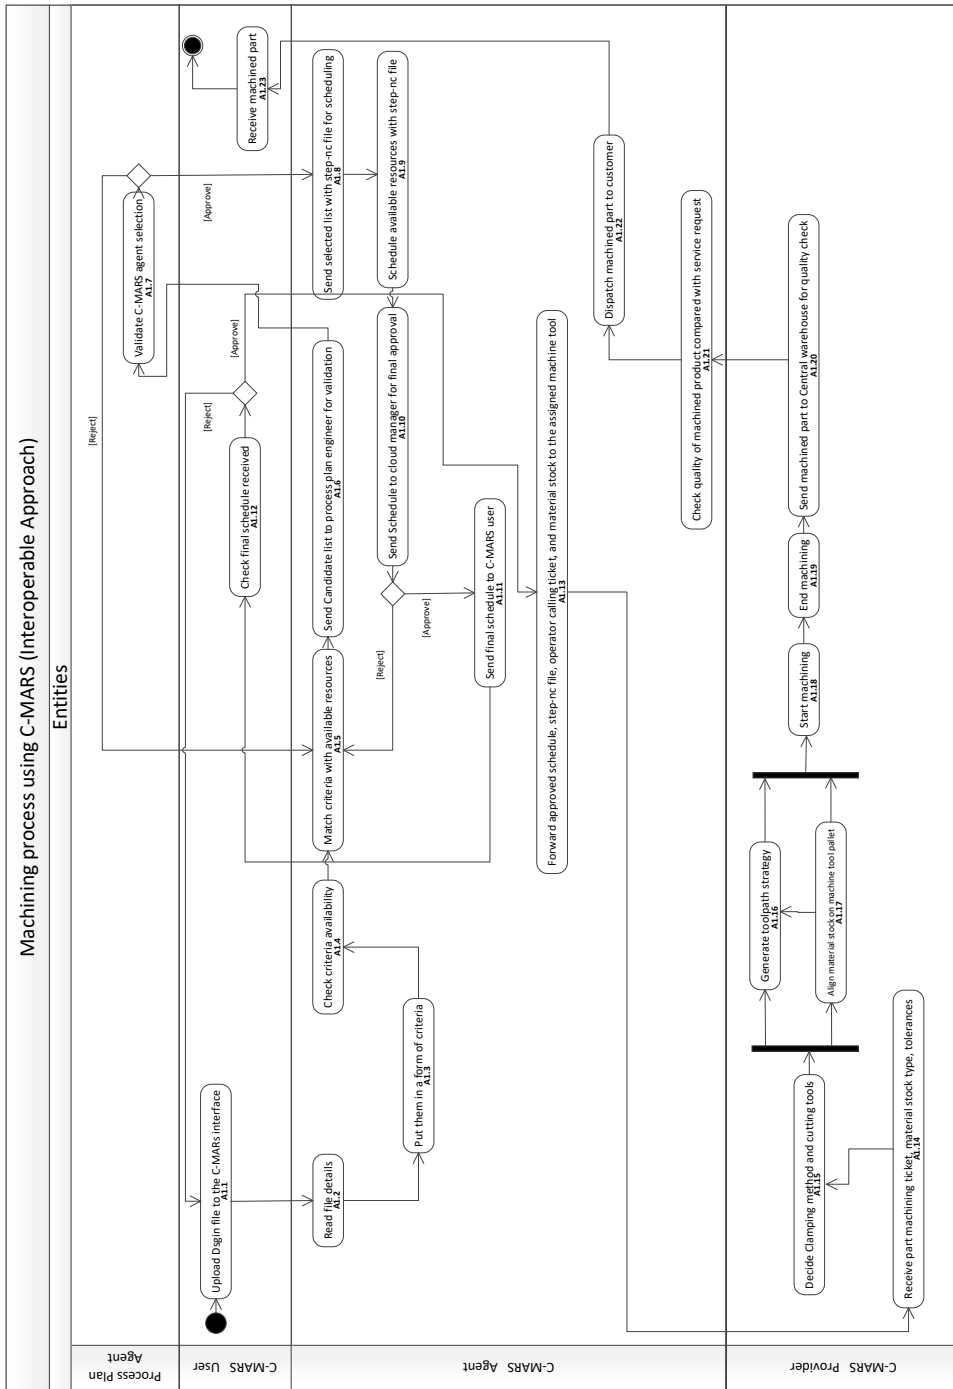 Machining process using C-MARS (Interoperable Approach)
Entities
Process Plan
Agent
C-MARS User
C-MARS Agent
C-MARS Provider
Upload Dsgin file to the C-MARs interface
A1.1
Read file details
A1.2
Put them in a form of criteria
A1.3
Check criteria availability
A1.4
Match criteria with available resources
A1.5
Send Candidate list to process plan engineer for validation
A1.6
Validate C-MARS agent selection
A1.7
[Reject]
[Approve]
Send selected list with step-nc file for scheduling
A1.8
Schedule available resources with step-nc file
A1.9
Send Schedule to cloud manager for final approval
A1.10
[Reject]
[Approve]
Send final schedule to C-MARS user
A1.11
Check final schedule received
A1.12
[Reject]
[Approve]
Forward approved schedule, step-nc file, operator calling ticket, and material stock to the assigned machine tool
A1.13
Receive part machining ticket, material stock type, tolerances
A1.14
Decide Clamping method and cutting tools
A1.15
Generate toolpath strategy
A1.16
Align material stock on machine tool pallet
A1.17
Start machining
A1.18
End machining
A1.19
Send machined part to Central warehouse for quality check
A1.20
Check quality of machined product compared with service request
A1.21
Dispatch machined part to customer
A1.22
Receive machined part
A1.23